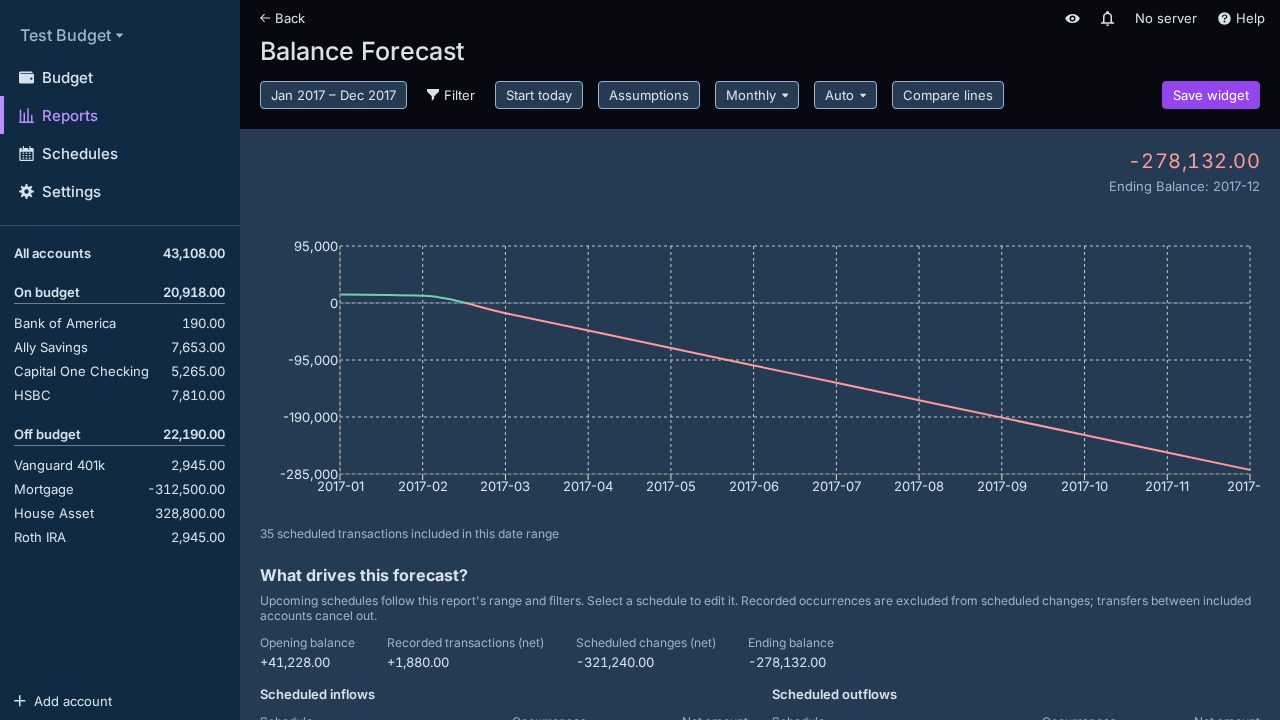 Test Budget
Budget
Reports
Schedules
Settings
All accounts 43,108.00
On budget 20,918.00
Bank of America 190.00
Ally Savings 7,653.00
Capital One Checking 5,265.00
HSBC 7,810.00
Off budget 22,190.00
Vanguard 401k 2,945.00
Mortgage -312,500.00
House Asset 328,800.00
Roth IRA 2,945.00
Add account
Back
No server
Help
Balance Forecast
Jan 2017 – Dec 2017
Filter
Start today
Assumptions
Monthly
Auto
Compare lines
Save widget
-278,132.00
Ending Balance: 2017-12
95,000
0
-95,000
-190,000
-285,000
2017-01 2017-02 2017-03 2017-04 2017-05 2017-06 2017-07 2017-08 2017-09 2017-10 2017-11 2017-
35 scheduled transactions included in this date range
What drives this forecast?
Upcoming schedules follow this report's range and filters. Select a schedule to edit it. Recorded occurrences are excluded from scheduled changes; transfers between included
accounts cancel out.
Opening balance Recorded transactions (net) Scheduled changes (net) Ending balance
+41,228.00 +1,880.00 -321,240.00 -278,132.00
Scheduled inflows Scheduled outflows
Schedule Occurrences Net amount Schedule Occurrences Net amount